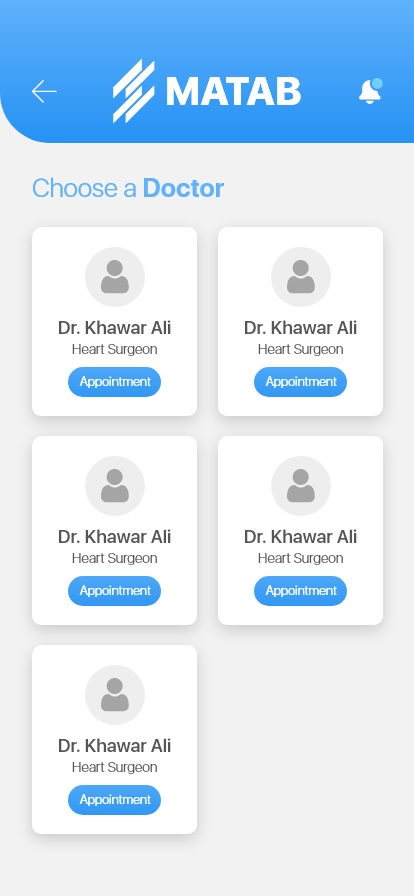 MATAB
Choose a Doctor
Dr. Khawar Ali
Heart Surgeon
Appointment
Dr. Khawar Ali
Heart Surgeon
Appointment
Dr. Khawar Ali
Heart Surgeon
Appointment
Dr. Khawar Ali
Heart Surgeon
Appointment
Dr. Khawar Ali
Heart Surgeon
Appointment